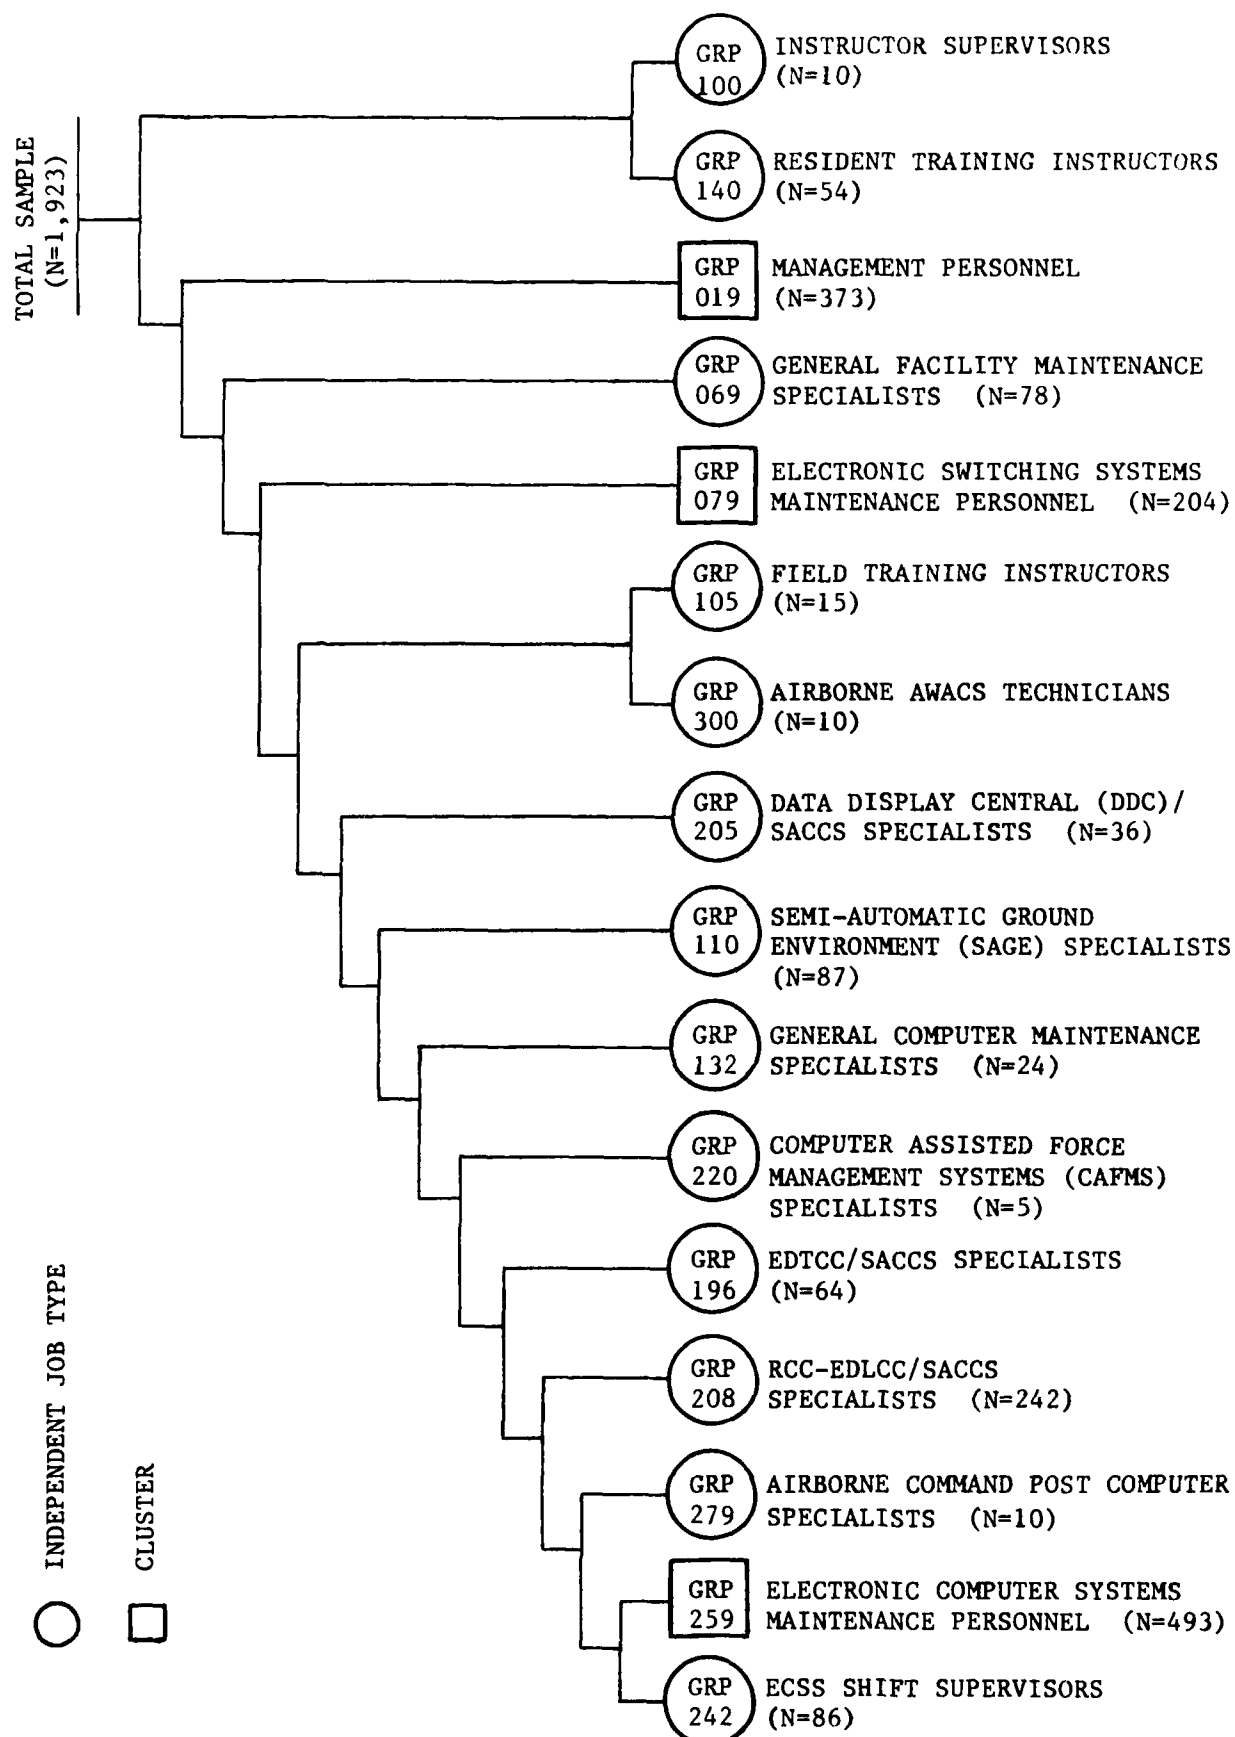 TOTAL SAMPLE
(N=1,923)
GRP
100
INSTRUCTOR SUPERVISORS
(N=10)
GRP
140
RESIDENT TRAINING INSTRUCTORS
(N=54)
GRP
019
MANAGEMENT PERSONNEL
(N=373)
GRP
069
GENERAL FACILITY MAINTENANCE
SPECIALISTS (N=78)
GRP
079
ELECTRONIC SWITCHING SYSTEMS
MAINTENANCE PERSONNEL (N=204)
GRP
105
FIELD TRAINING INSTRUCTORS
(N=15)
GRP
300
AIRBORNE AWACS TECHNICIANS
(N=10)
GRP
205
DATA DISPLAY CENTRAL (DDC)/
SACCS SPECIALISTS (N=36)
GRP
110
SEMI-AUTOMATIC GROUND
ENVIRONMENT (SAGE) SPECIALISTS
(N=87)
GRP
132
GENERAL COMPUTER MAINTENANCE
SPECIALISTS (N=24)
GRP
220
COMPUTER ASSISTED FORCE
MANAGEMENT SYSTEMS (CAFMS)
SPECIALISTS (N=5)
GRP
196
EDTCC/SACCS SPECIALISTS
(N=64)
GRP
208
RCC-EDLCC/SACCS
SPECIALISTS (N=242)
GRP
279
AIRBORNE COMMAND POST COMPUTER
SPECIALISTS (N=10)
GRP
259
ELECTRONIC COMPUTER SYSTEMS
MAINTENANCE PERSONNEL (N=493)
GRP
242
ECSS SHIFT SUPERVISORS
(N=86)
INDEPENDENT JOB TYPE
CLUSTER